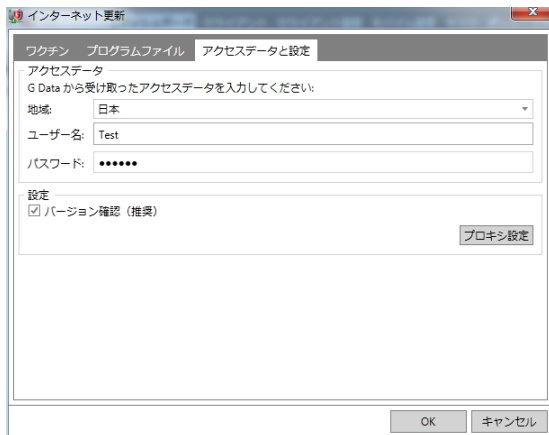 インターネット更新
ワクチン プログラムファイル アクセスデータと設定
アクセスデータ
G Data から受け取ったアクセスデータを入力してください:
地域: 日本
ユーザー名: Test
パスワード: ••••••
設定
バージョン確認（推奨）
プロキシ設定
OK キャンセル